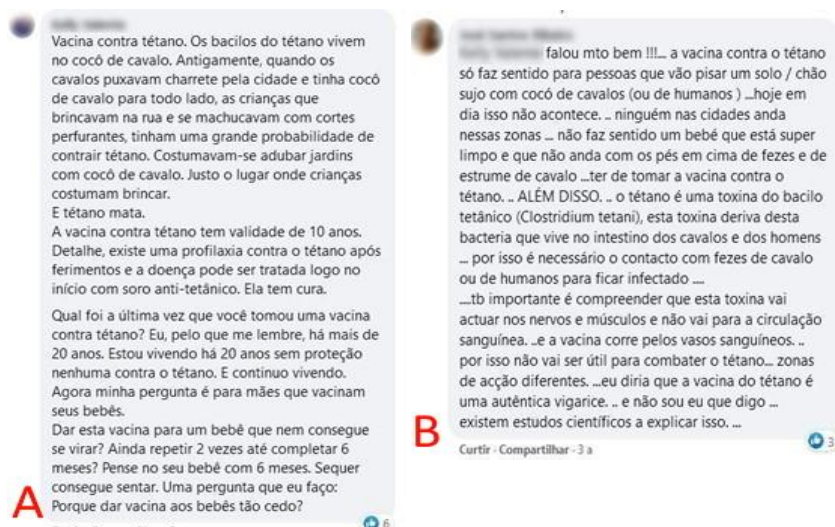 Vacina contra tétano. Os bacilos do tétano vivem
no cocô de cavalo. Antigamente, quando os
cavalos puxavam charrete pela cidade e tinha cocô
de cavalo para todo lado, as crianças que
brincavam na rua e se machucavam com cortes
perfurantes, tinham uma grande probabilidade de
contrair tétano. Costumavam-se adubar jardins
com cocô de cavalo. Justo o lugar onde crianças
costumam brincar.
E tétano mata.
A vacina contra tétano tem validade de 10 anos.
Detalhe, existe uma profilaxia contra o tétano após
ferimentos e a doença pode ser tratada logo no
início com soro anti-tetânico. Ela tem cura.
Qual foi a última vez que você tomou uma vacina
contra tétano? Eu, pelo que me lembre, há mais de
20 anos. Estou vivendo há 20 anos sem proteção
nenhuma contra o tétano. E continuo vivendo.
Agora minha pergunta é para mães que vacinam
seus bebês.
Dar esta vacina para um bebê que nem consegue
se virar? Ainda repetir 2 vezes até completar 6
meses? Pense no seu bebê com 6 meses. Sequer
consegue sentar. Uma pergunta que eu faço:
Porque dar vacina aos bebês tão cedo?
6
A
falou mto bem !!!... a vacina contra o tétano
só faz sentido para pessoas que vão pisar um solo / chão
sujo com cocó de cavalos (ou de humanos ) ...hoje em
dia isso não acontece. .. ninguém nas cidades anda
nessas zonas ... não faz sentido um bebé que está super
limpo e que não anda com os pés em cima de fezes e de
estrume de cavalo ...ter de tomar a vacina contra o
tétano. .. ALÉM DISSO. .. o tétano é uma toxina do bacilo
tetânico (Clostridium tetani), esta toxina deriva desta
bacteria que vive no intestino dos cavalos e dos homens
... por isso é necessário o contacto com fezes de cavalo
ou de humanos para ficar infectado ....
....tb importante é compreender que esta toxina vai
actuar nos nervos e músculos e não vai para a circulação
sanguínea. ..e a vacina corre pelos vasos sanguíneos. ..
por isso não vai ser útil para combater o tétano... zonas
de acção diferentes. ...eu diria que a vacina do tétano é
uma autêntica vigarice. .. e não sou eu que digo ...
existem estudos científicos a explicar isso. ...
3
B
Curtir · Compartilhar · 3 a